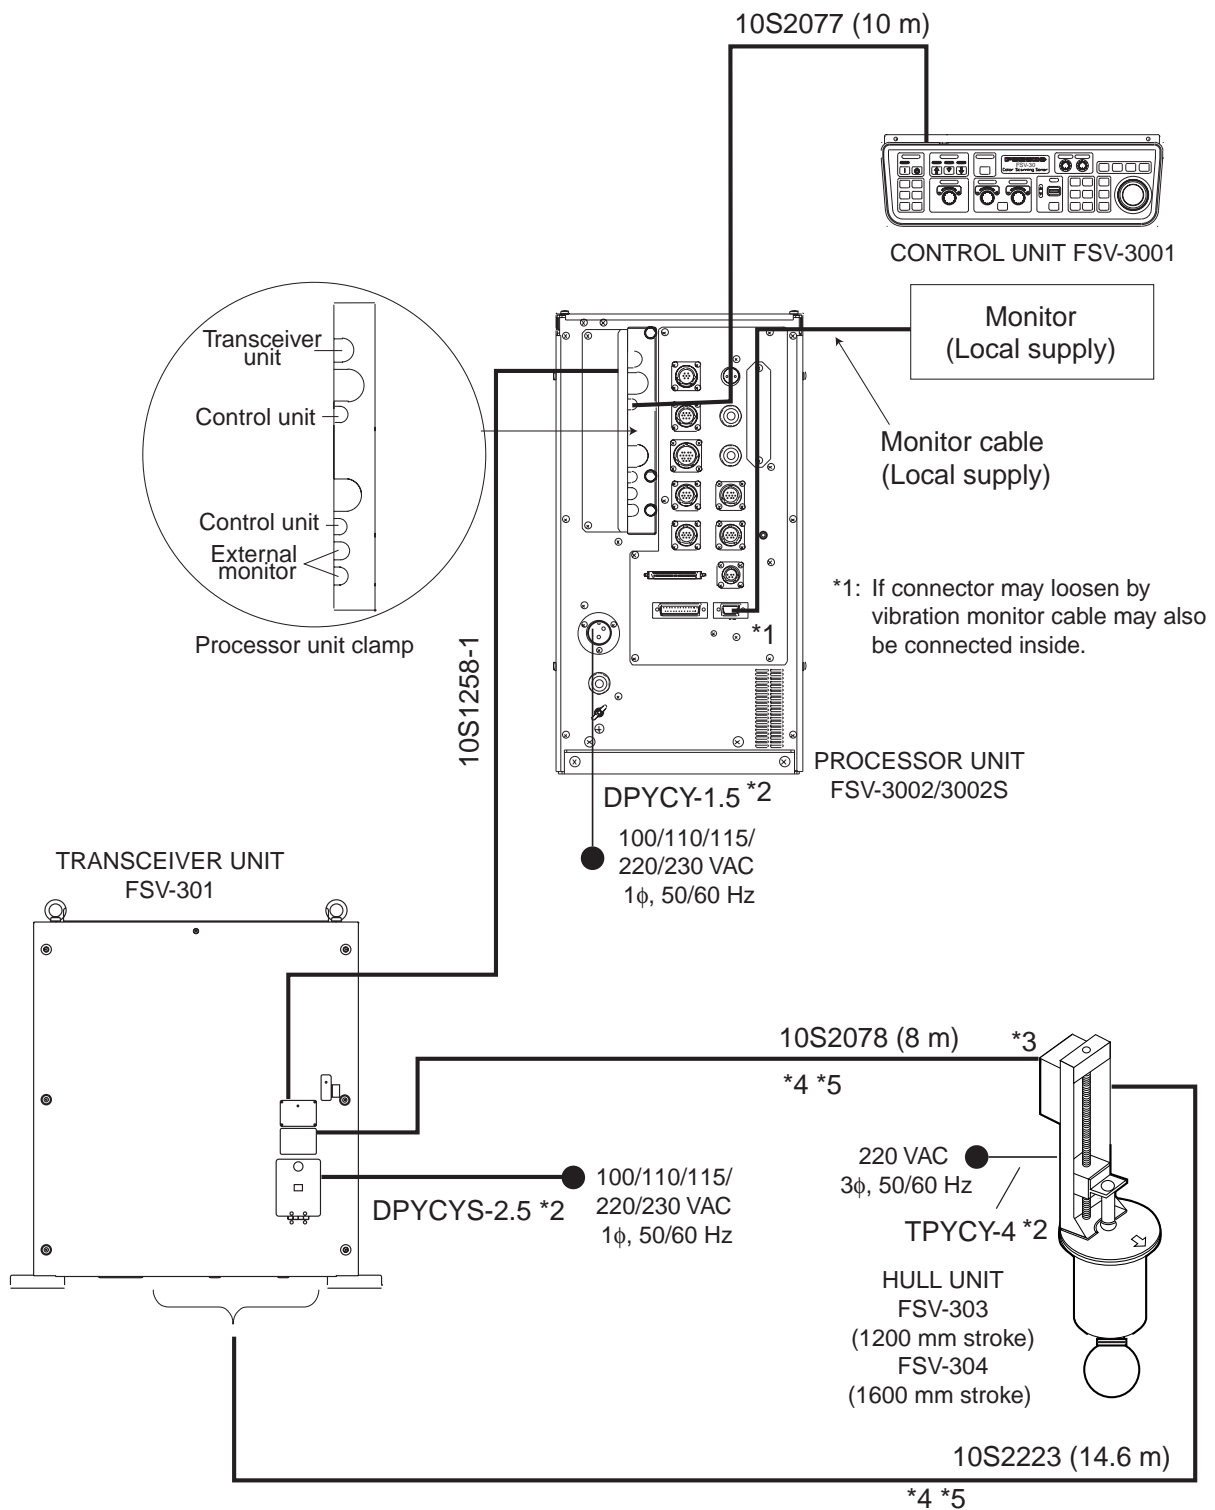 10S2077 (10 m)
FSV-30
Color Scanning Sonar
CONTROL UNIT FSV-3001
Monitor
(Local supply)
Transceiver
unit
Control unit
Control unit
External
monitor
Processor unit clamp
Monitor cable
(Local supply)
*1: If connector may loosen by
vibration monitor cable may also
be connected inside.
*1
10S1258-1
PROCESSOR UNIT
FSV-3002/3002S
DPYCY-1.5 *2
100/110/115/
220/230 VAC
1ϕ, 50/60 Hz
TRANSCEIVER UNIT
FSV-301
10S2078 (8 m)
*3
*4 *5
220 VAC
3ϕ, 50/60 Hz
100/110/115/
220/230 VAC
1ϕ, 50/60 Hz
DPYCYS-2.5 *2
TPYCY-4 *2
HULL UNIT
FSV-303
(1200 mm stroke)
FSV-304
(1600 mm stroke)
10S2223 (14.6 m)
*4 *5